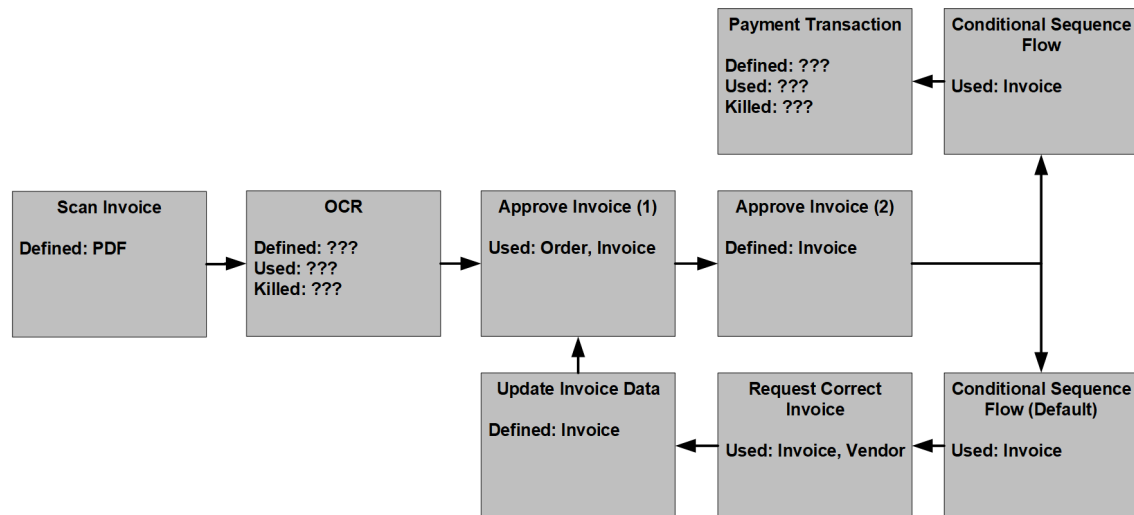 Payment Transaction
Defined: ???
Used: ???
Killed: ???
Conditional Sequence
Flow
Used: Invoice
Scan Invoice
Defined: PDF
OCR
Defined: ???
Used: ???
Killed: ???
Approve Invoice (1)
Used: Order, Invoice
Approve Invoice (2)
Defined: Invoice
Update Invoice Data
Defined: Invoice
Request Correct
Invoice
Used: Invoice, Vendor
Conditional Sequence
Flow (Default)
Used: Invoice